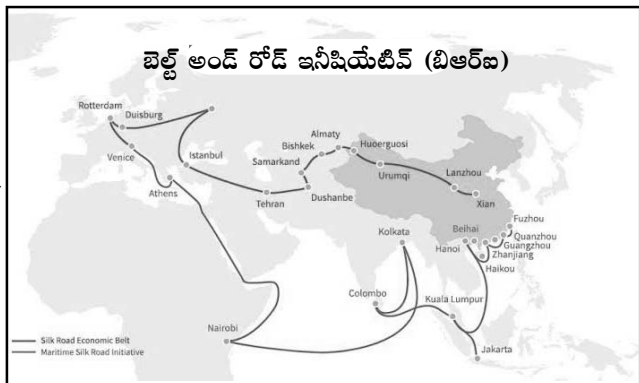 బెల్ట్ అండ్ రోడ్ ఇనీషియేటివ్ (బిఆర్ఐ)
Rotterdam
Duisburg
Venice
Istanbul
Athens
Tehran
Samarkand
Bishkek
Almaty
Huoerguosi
Urumqi
Dushanbe
Lanzhou
Xian
Kolkata
Beihai
Hanoi
Fuzhou
Quanzhou
Guangzhou
Zhanjiang
Haikou
Colombo
Kuala Lumpur
Nairobi
Jakarta
Silk Road Economic Belt
Maritime Silk Road Initiative